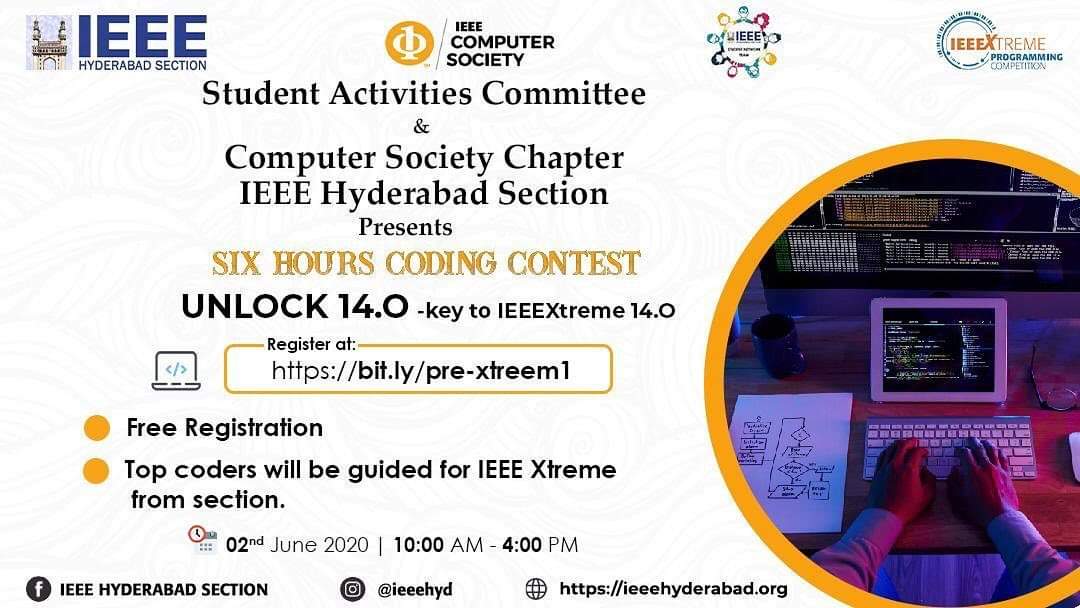 IEEE
HYDERABAD SECTION
IEEE
COMPUTER
SOCIETY
IEEE
STUDENT NETWORK
TEAM
IEEEXTREME
PROGRAMMING
COMPETITION
Student Activities Committee
&
Computer Society Chapter
IEEE Hyderabad Section
Presents
SIX HOURS CODING CONTEST
UNLOCK 14.O -key to IEEEXtreme 14.O
Register at:
</>
https://bit.ly/pre-xtreem1
Free Registration
Top coders will be guided for IEEE Xtreme
from section.
02nd June 2020 | 10:00 AM - 4:00 PM
IEEE HYDERABAD SECTION
@ieeehyd
https://ieeehyderabad.org